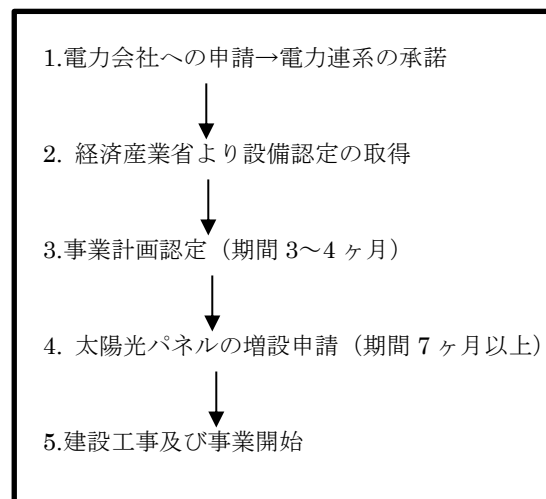 1.電力会社への申請→電力連系の承諾
2. 経済産業省より設備認定の取得
3.事業計画認定（期間 3～4 ヶ月）
4. 太陽光パネルの増設申請（期間 7 ヶ月以上）
5.建設工事及び事業開始